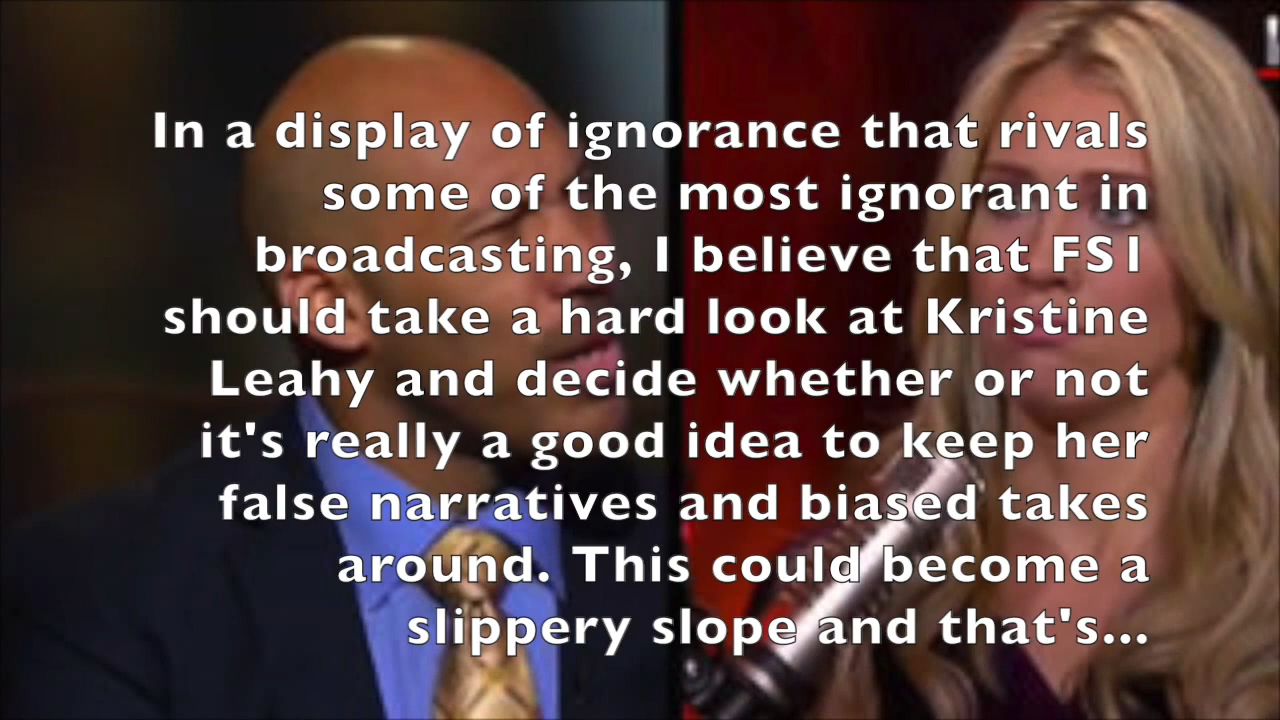 In a display of ignorance that rivals
some of the most ignorant in
broadcasting, I believe that FS1
should take a hard look at Kristine
Leahy and decide whether or not
it's really a good idea to keep her
false narratives and biased takes
around. This could become a
slippery slope and that's...